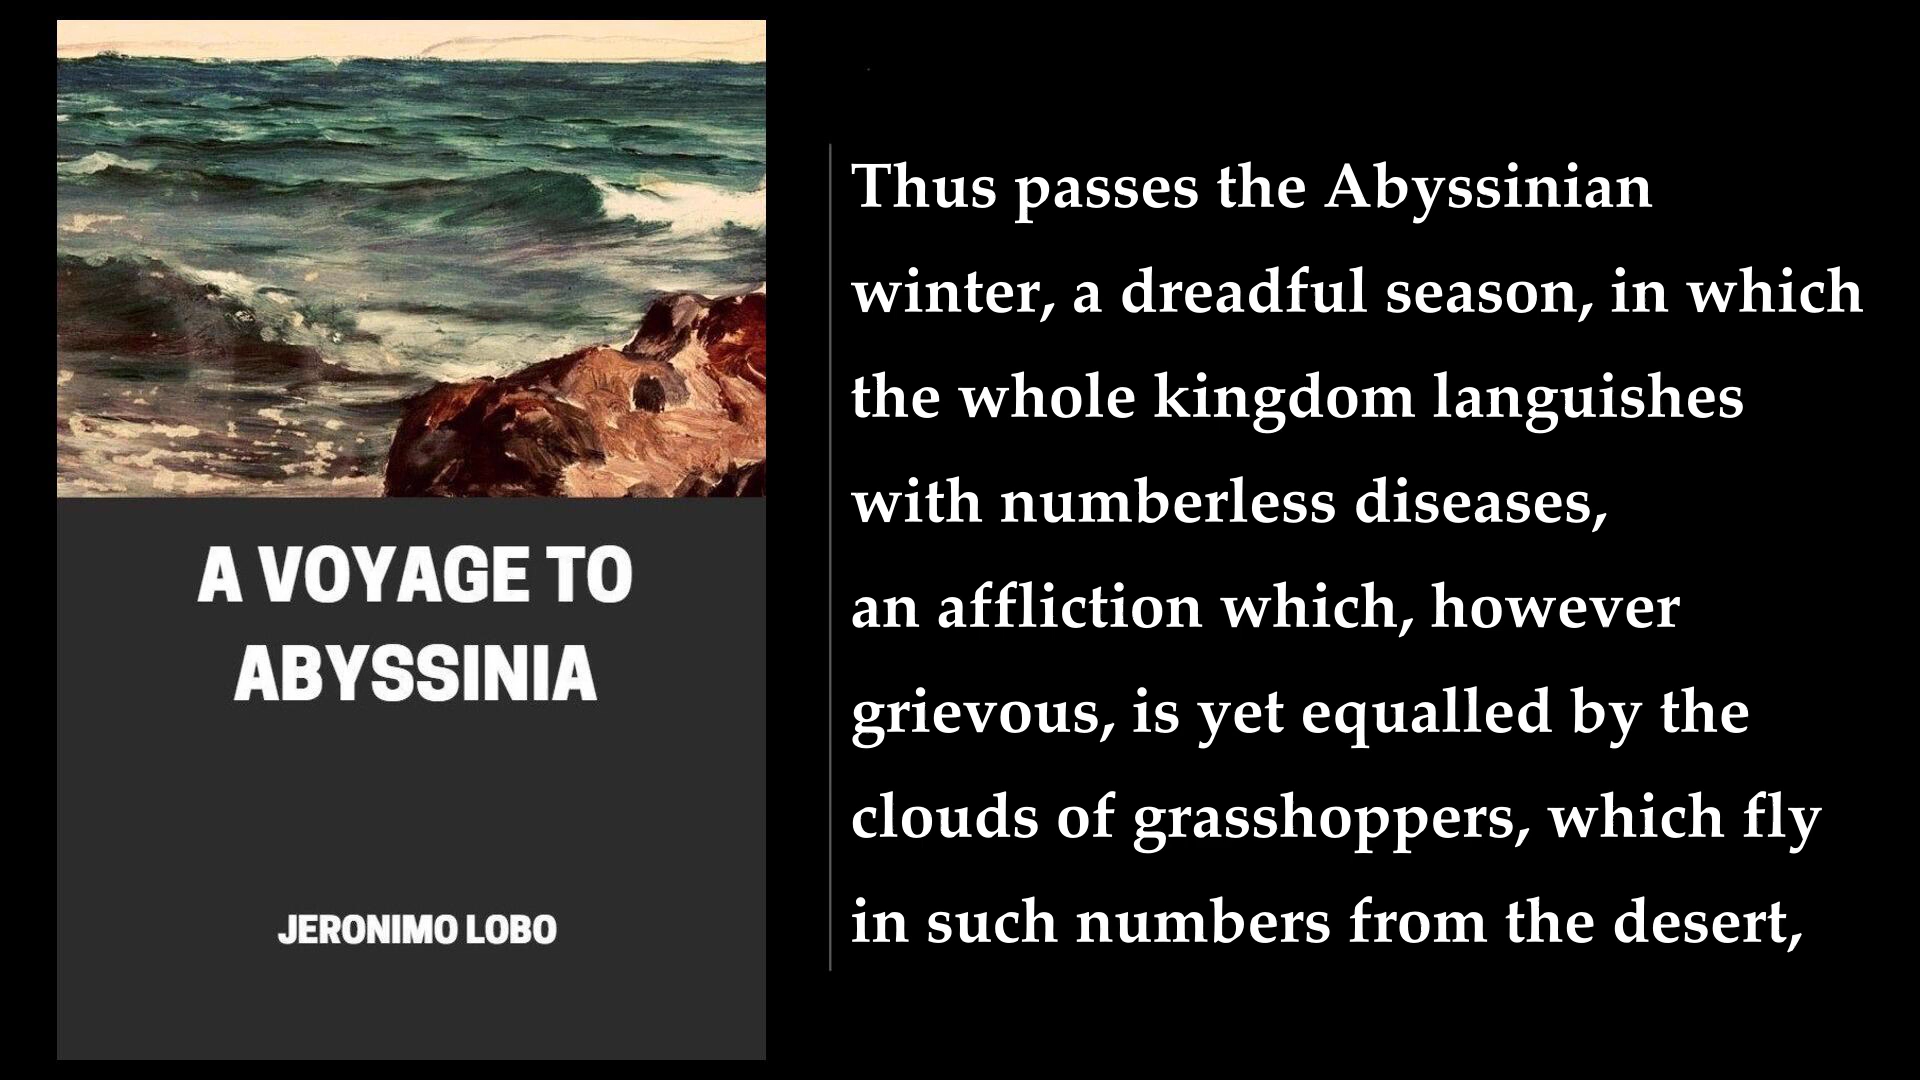 A VOYAGE TO
ABYSSINIA
JERONIMO LOBO
Thus passes the Abyssinian
winter, a dreadful season, in which
the whole kingdom languishes
with numberless diseases,
an affliction which, however
grievous, is yet equalled by the
clouds of grasshoppers, which fly
in such numbers from the desert,